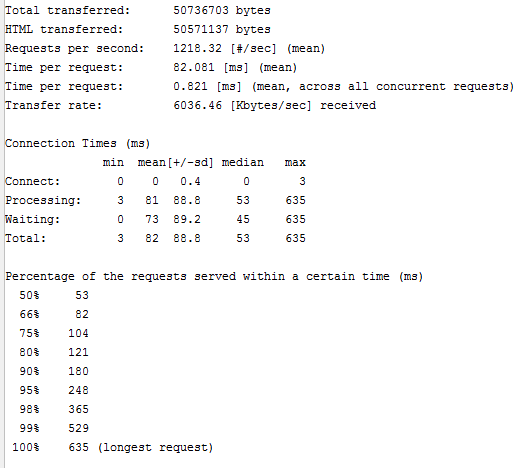 Total transferred:      50736703 bytes
HTML transferred:       50571137 bytes
Requests per second:    1218.32 [#/sec] (mean)
Time per request:       82.081 [ms] (mean)
Time per request:       0.821 [ms] (mean, across all concurrent requests)
Transfer rate:          6036.46 [Kbytes/sec] received

Connection Times (ms)
              min  mean[+/-sd] median   max
Connect:        0    0   0.4      0       3
Processing:     3   81  88.8     53     635
Waiting:        0   73  89.2     45     635
Total:          3   82  88.8     53     635

Percentage of the requests served within a certain time (ms)
  50%     53
  66%     82
  75%    104
  80%    121
  90%    180
  95%    248
  98%    365
  99%    529
 100%    635 (longest request)